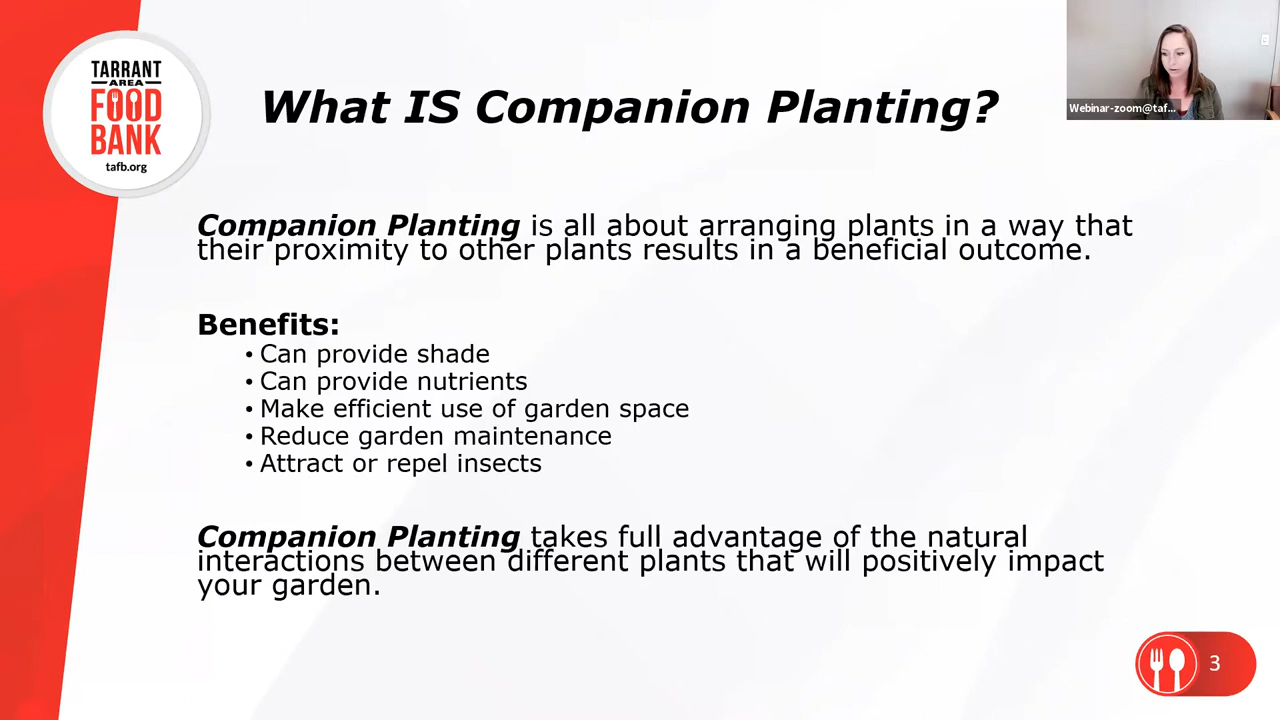 TARRANT
AREA
FOOD
BANK
tafb.org
What IS Companion Planting?
Webinar-zoom@taf...
Companion Planting is all about arranging plants in a way that
their proximity to other plants results in a beneficial outcome.
Benefits:
• Can provide shade
• Can provide nutrients
• Make efficient use of garden space
• Reduce garden maintenance
• Attract or repel insects
Companion Planting takes full advantage of the natural
interactions between different plants that will positively impact
your garden.
3